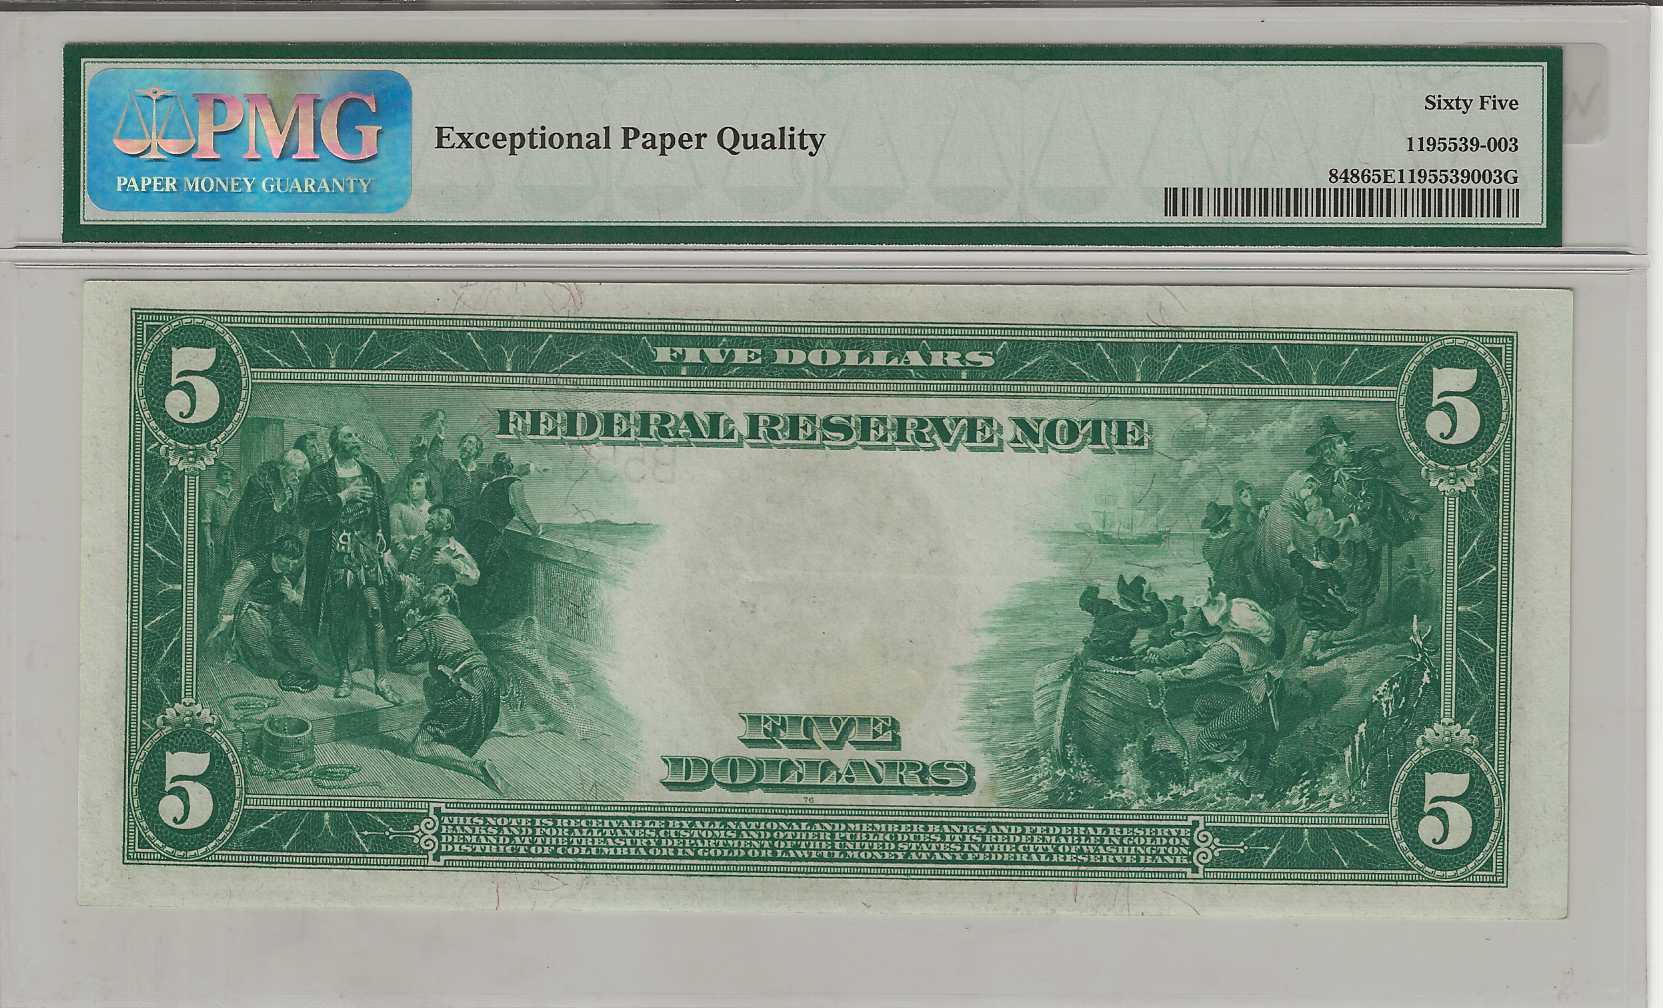 PMG
PAPER MONEY GUARANTY
Exceptional Paper Quality
Sixty Five
1195539-003
84865E1195539003G
5
FIVE DOLLARS
5
FEDERAL RESERVE NOTE
FIVE
DOLLARS
76
5
5
THIS NOTE IS RECEIVABLE BY ALL NATIONAL AND MEMBER BANKS AND FEDERAL RESERVE
BANKS AND FOR ALL TAXES, CUSTOMS AND OTHER PUBLIC DUES. IT IS REDEEMABLE IN GOLD ON
DEMAND AT THE TREASURY DEPARTMENT OF THE UNITED STATES IN THE CITY OF WASHINGTON,
DISTRICT OF COLUMBIA OR IN GOLD OR LAWFUL MONEY AT ANY FEDERAL RESERVE BANK.